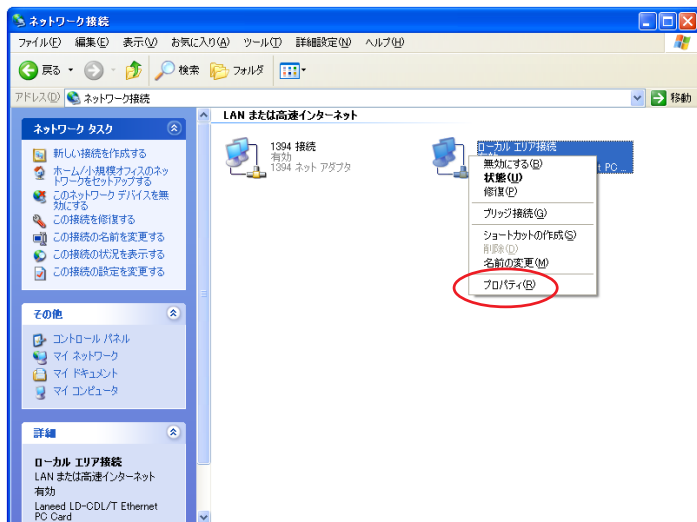 ネットワーク接続
ファイル(F) 編集(E) 表示(V) お気に入り(A) ツール(T) 詳細設定(N) ヘルプ(H)
戻る 検索 フォルダ
アドレス(D) ネットワーク接続 移動
ネットワーク タスク
新しい接続を作成する
ホーム/小規模オフィスのネッ
トワークをセットアップする
このネットワーク デバイスを無
効にする
この接続を修復する
この接続の名前を変更する
この接続の状況を表示する
この接続の設定を変更する
その他
コントロール パネル
マイ ネットワーク
マイ ドキュメント
マイ コンピュータ
詳細
ローカル エリア接続
LAN または高速インターネット
有効
Laneed LD-CDL/T Ethernet
PC Card
LAN または高速インターネット
1394 接続
有効
1394 ネット アダプタ
ローカル エリア接続
t PC ...
無効にする(B)
状態(U)
修復(P)
ブリッジ接続(G)
ショートカットの作成(S)
削除(D)
名前の変更(M)
プロパティ(R)